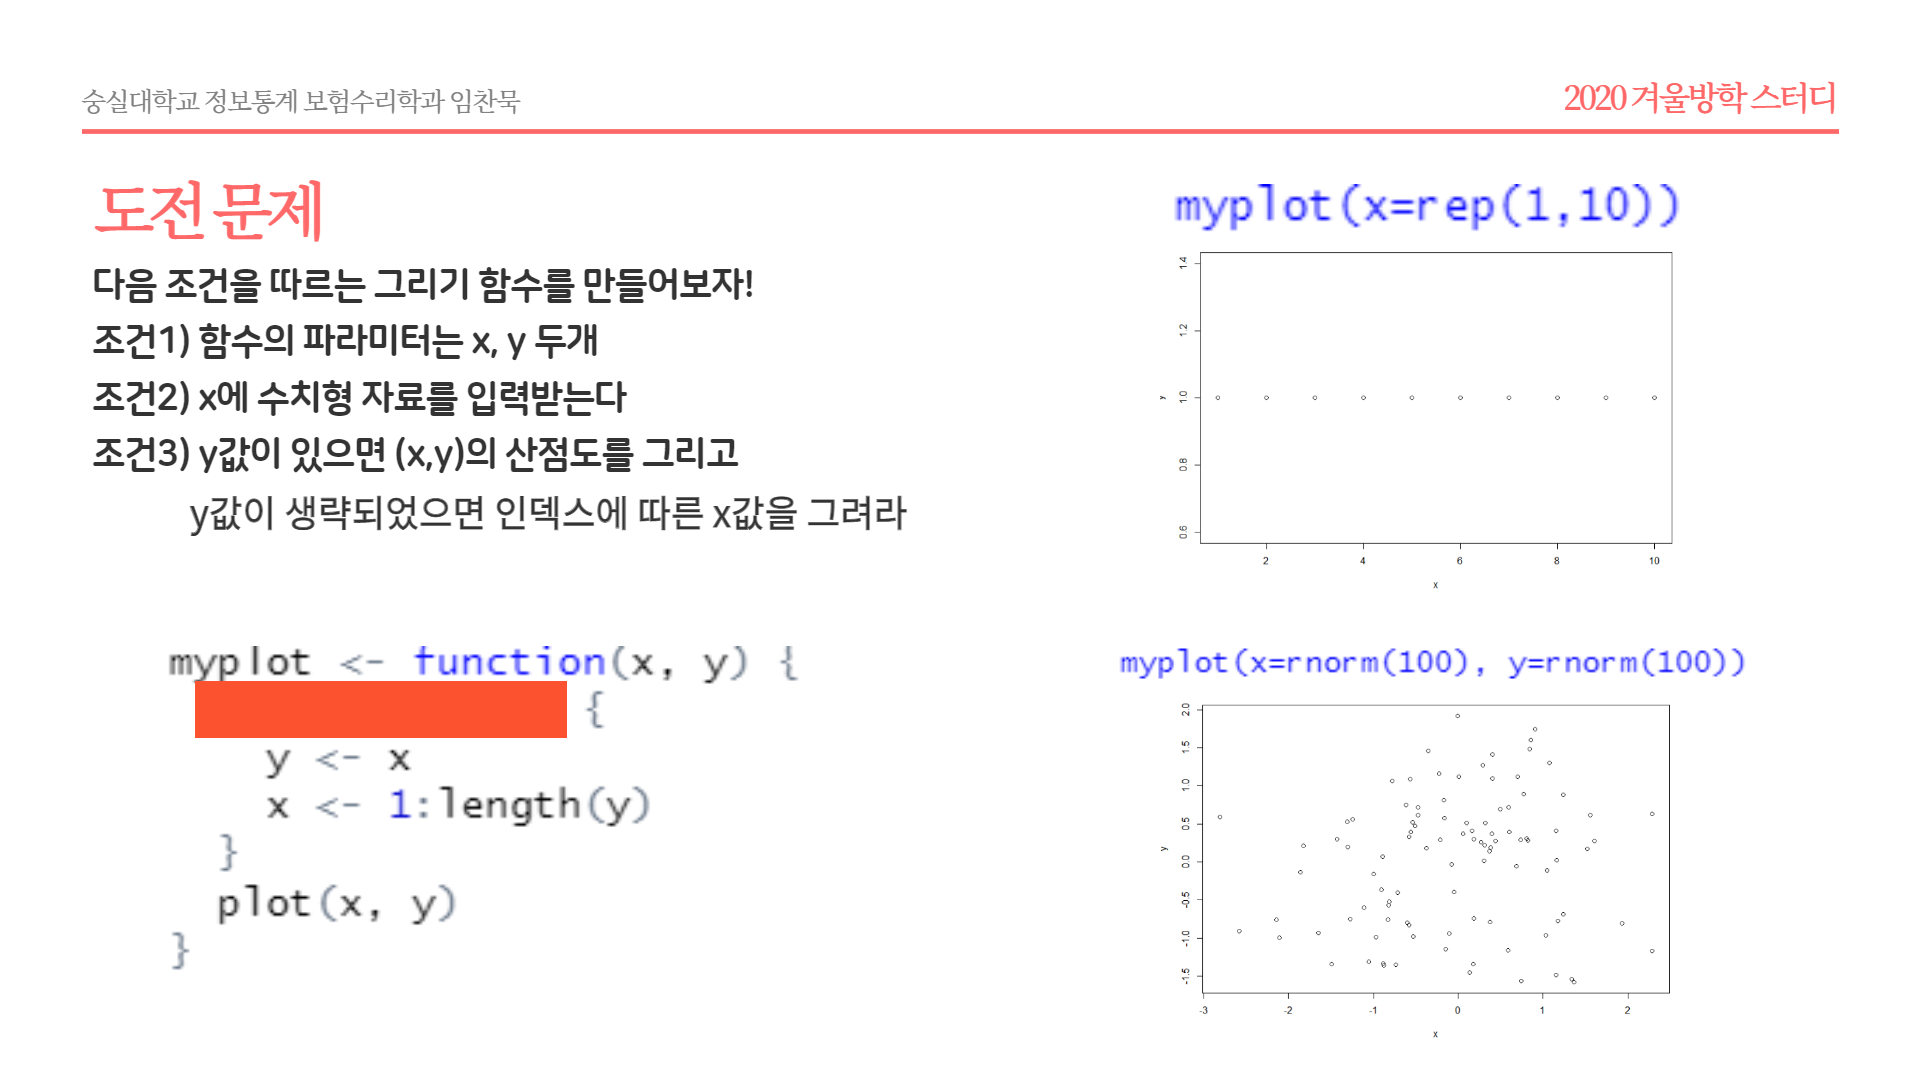 숭실대학교 정보통계 보험수리학과 임찬묵
2020 겨울방학 스터디
도전 문제
다음 조건을 따르는 그리기 함수를 만들어보자!
조건1) 함수의 파라미터는 x, y 두개
조건2) x에 수치형 자료를 입력받는다
조건3) y값이 있으면 (x,y)의 산점도를 그리고
y값이 생략되었으면 인덱스에 따른 x값을 그려라
myplot <- function(x, y) {
{
y <- x
x <- 1:length(y)
}
plot(x, y)
}
myplot(x=rep(1,10))
1.4
1.2
1.0
0.8
0.6
y
2 4 6 8 10
x
myplot(x=rnorm(100), y=rnorm(100))
2.0
1.5
1.0
0.5
0.0
-0.5
-1.0
-1.5
y
-3 -2 -1 0 1 2
x